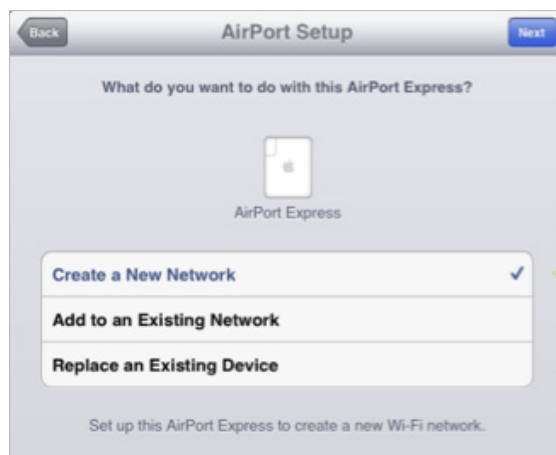 Back
AirPort Setup
Next
What do you want to do with this AirPort Express?
AirPort Express
Create a New Network
Add to an Existing Network
Replace an Existing Device
Set up this AirPort Express to create a new Wi-Fi network.